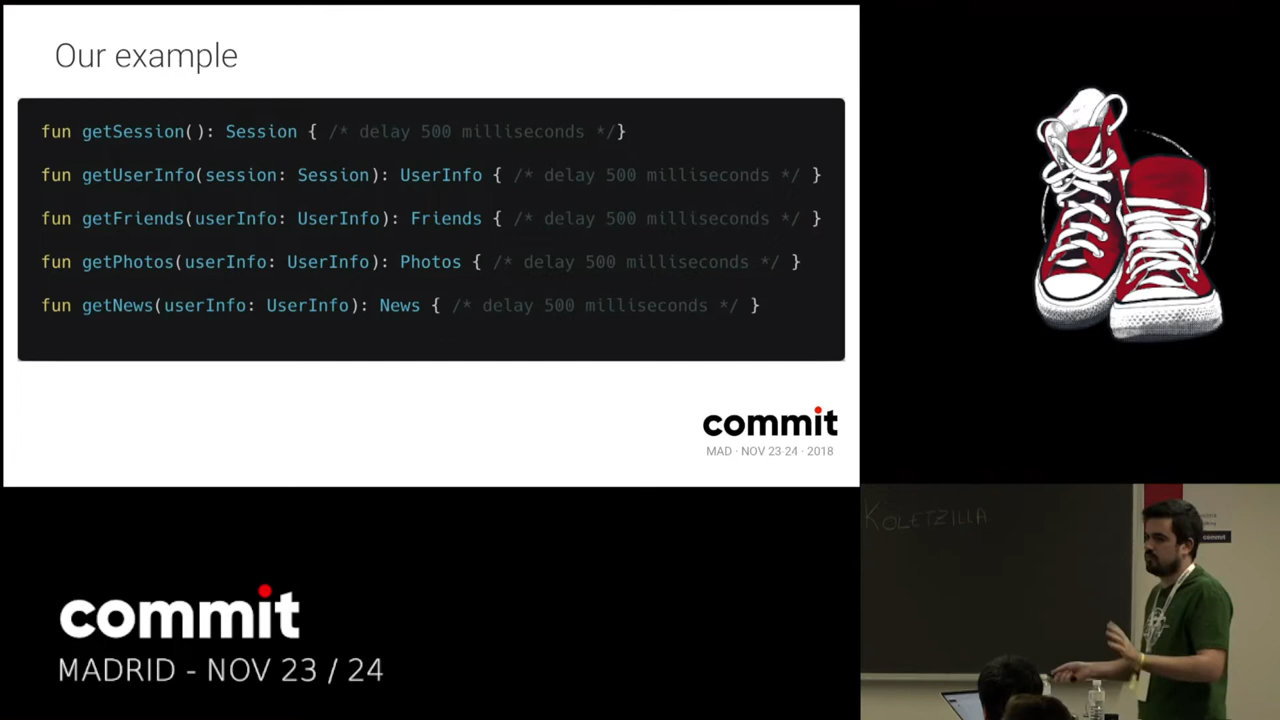 Our example
fun getSession(): Session { /* delay 500 milliseconds */}
fun getUserInfo(session: Session): UserInfo { /* delay 500 milliseconds */ }
fun getFriends(userInfo: UserInfo): Friends { /* delay 500 milliseconds */ }
fun getPhotos(userInfo: UserInfo): Photos { /* delay 500 milliseconds */ }
fun getNews(userInfo: UserInfo): News { /* delay 500 milliseconds */ }
commit
MAD · NOV 23-24 · 2018
KOLETZILLA
commit
commit
MADRID - NOV 23 / 24